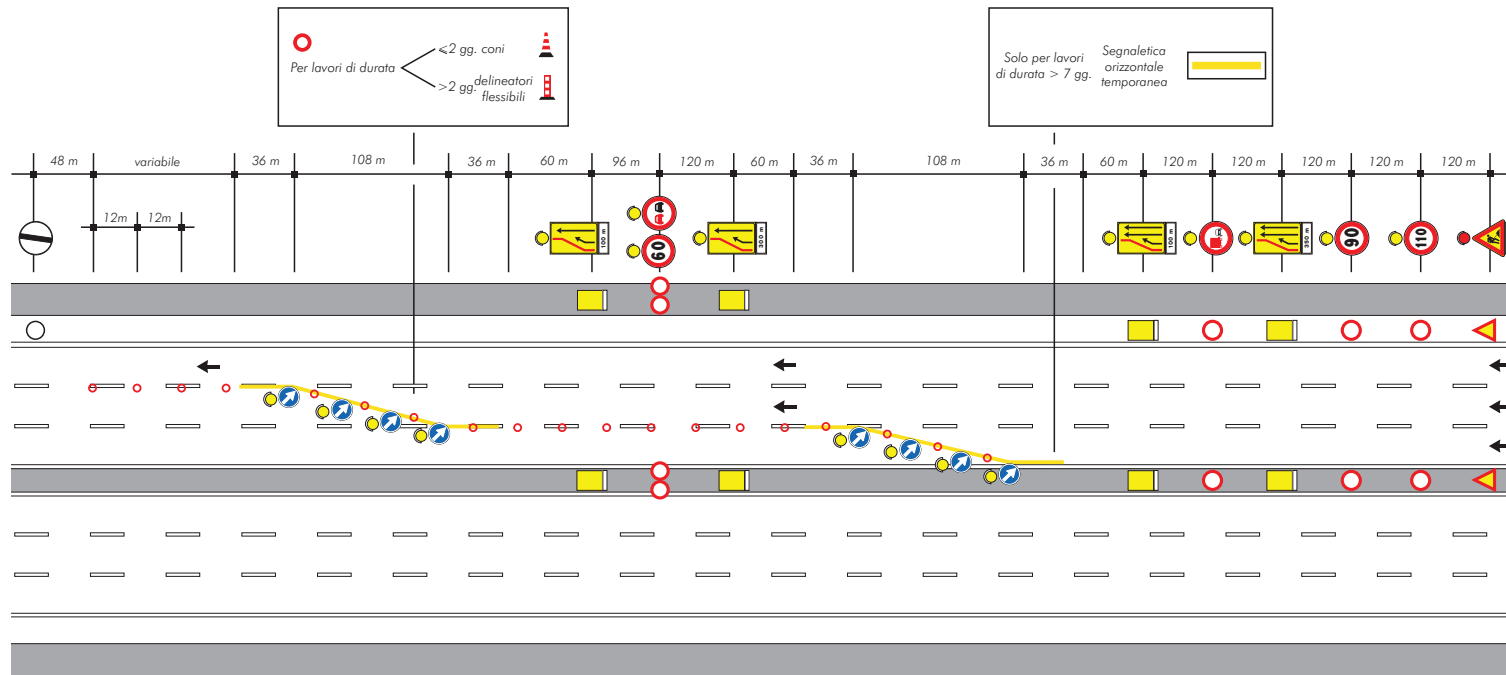 Per lavori di durata
⩽2 gg. coni
>2 gg. delineatori
flessibili
Solo per lavori
di durata > 7 gg.
Segnaletica
orizzontale
temporanea
48 m variabile 36 m 108 m 36 m 60 m 96 m 120 m 60 m 36 m 108 m 36 m 60 m 120 m 120 m 120 m 120 m 120 m
12m 12m
100 m
60
300 m
100 m
350 m
90
110